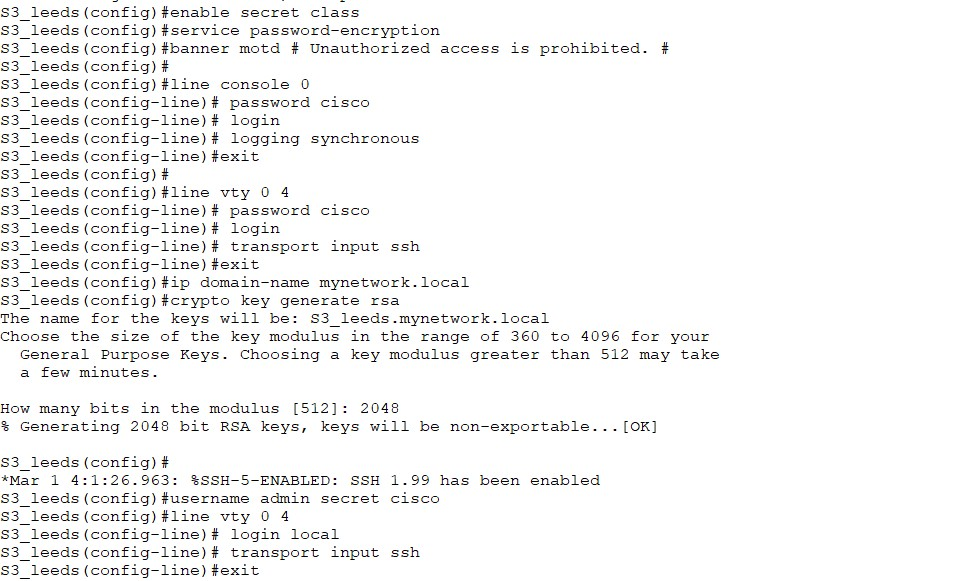 S3_leeds(config)#enable secret class
S3_leeds(config)#service password-encryption
S3_leeds(config)#banner motd # Unauthorized access is prohibited. #
S3_leeds(config)#
S3_leeds(config)#line console 0
S3_leeds(config-line)# password cisco
S3_leeds(config-line)# login
S3_leeds(config-line)# logging synchronous
S3_leeds(config-line)#exit
S3_leeds(config)#
S3_leeds(config)#line vty 0 4
S3_leeds(config-line)# password cisco
S3_leeds(config-line)# login
S3_leeds(config-line)# transport input ssh
S3_leeds(config-line)#exit
S3_leeds(config)#ip domain-name mynetwork.local
S3_leeds(config)#crypto key generate rsa
The name for the keys will be: S3_leeds.mynetwork.local
Choose the size of the key modulus in the range of 360 to 4096 for your
  General Purpose Keys. Choosing a key modulus greater than 512 may take
  a few minutes.

How many bits in the modulus [512]: 2048
% Generating 2048 bit RSA keys, keys will be non-exportable...[OK]

S3_leeds(config)#
*Mar 1 4:1:26.963: %SSH-5-ENABLED: SSH 1.99 has been enabled
S3_leeds(config)#username admin secret cisco
S3_leeds(config)#line vty 0 4
S3_leeds(config-line)# login local
S3_leeds(config-line)# transport input ssh
S3_leeds(config-line)#exit